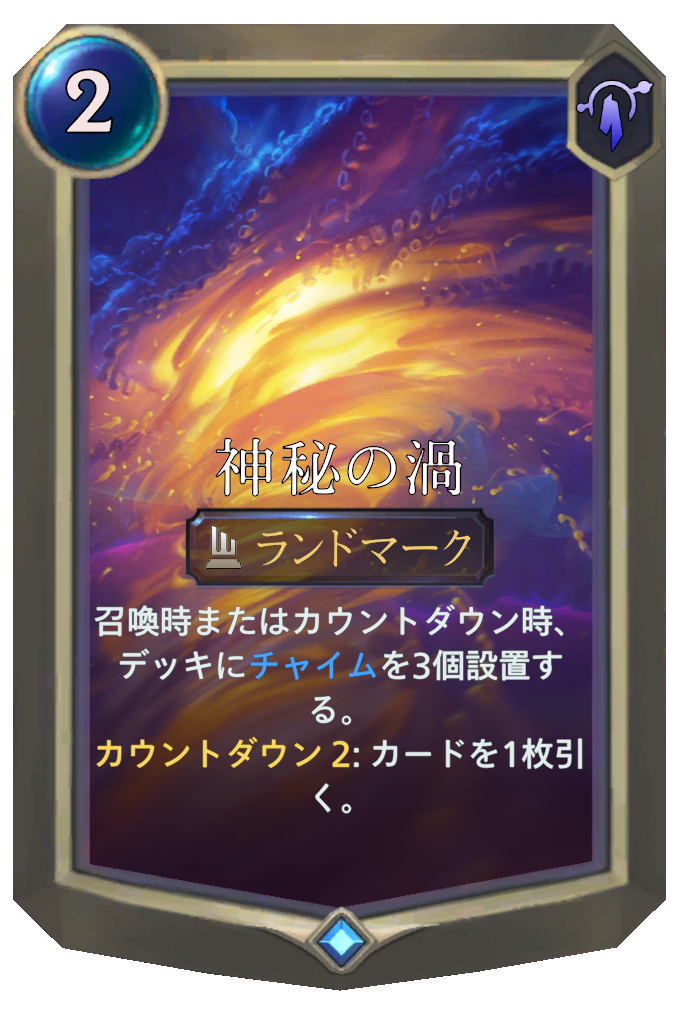 2
神秘の渦
ランドマーク
召喚時またはカウントダウン時、
デッキにチャイムを3個設置す
る。
カウントダウン 2: カードを1枚引
く。